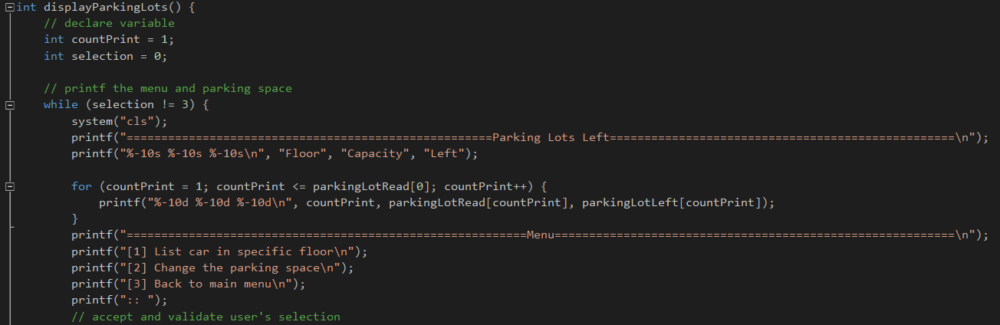 int displayParkingLots() {
// declare variable
int countPrint = 1;
int selection = 0;
// printf the menu and parking space
while (selection != 3) {
system("cls");
printf("=====================================================Parking Lots Left==================================================\n");
printf("%-10s %-10s %-10s\n", "Floor", "Capacity", "Left");
for (countPrint = 1; countPrint <= parkingLotRead[0]; countPrint++) {
printf("%-10d %-10d %-10d\n", countPrint, parkingLotRead[countPrint], parkingLotLeft[countPrint]);
}
printf("==========================================================Menu==========================================================\n");
printf("[1] List car in specific floor\n");
printf("[2] Change the parking space\n");
printf("[3] Back to main menu\n");
printf(":: ");
// accept and validate user's selection